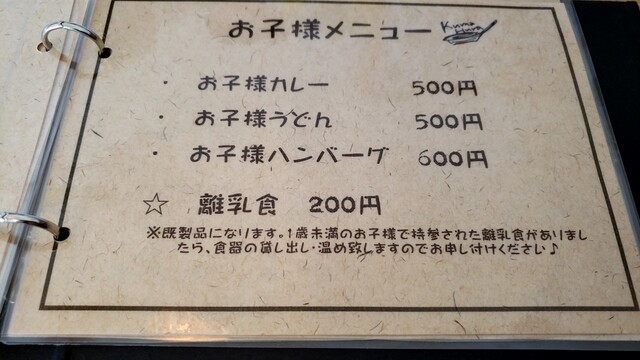 お子様メニュー
・ お子様カレー 500円
・ お子様うどん 500円
・ お子様ハンバーグ 600円
☆ 離乳食 200円
※既製品になります。1歳未満のお子様で持参された離乳食がありまし
たら、食器の貸し出し・温め致しますのでお申し付けください♪